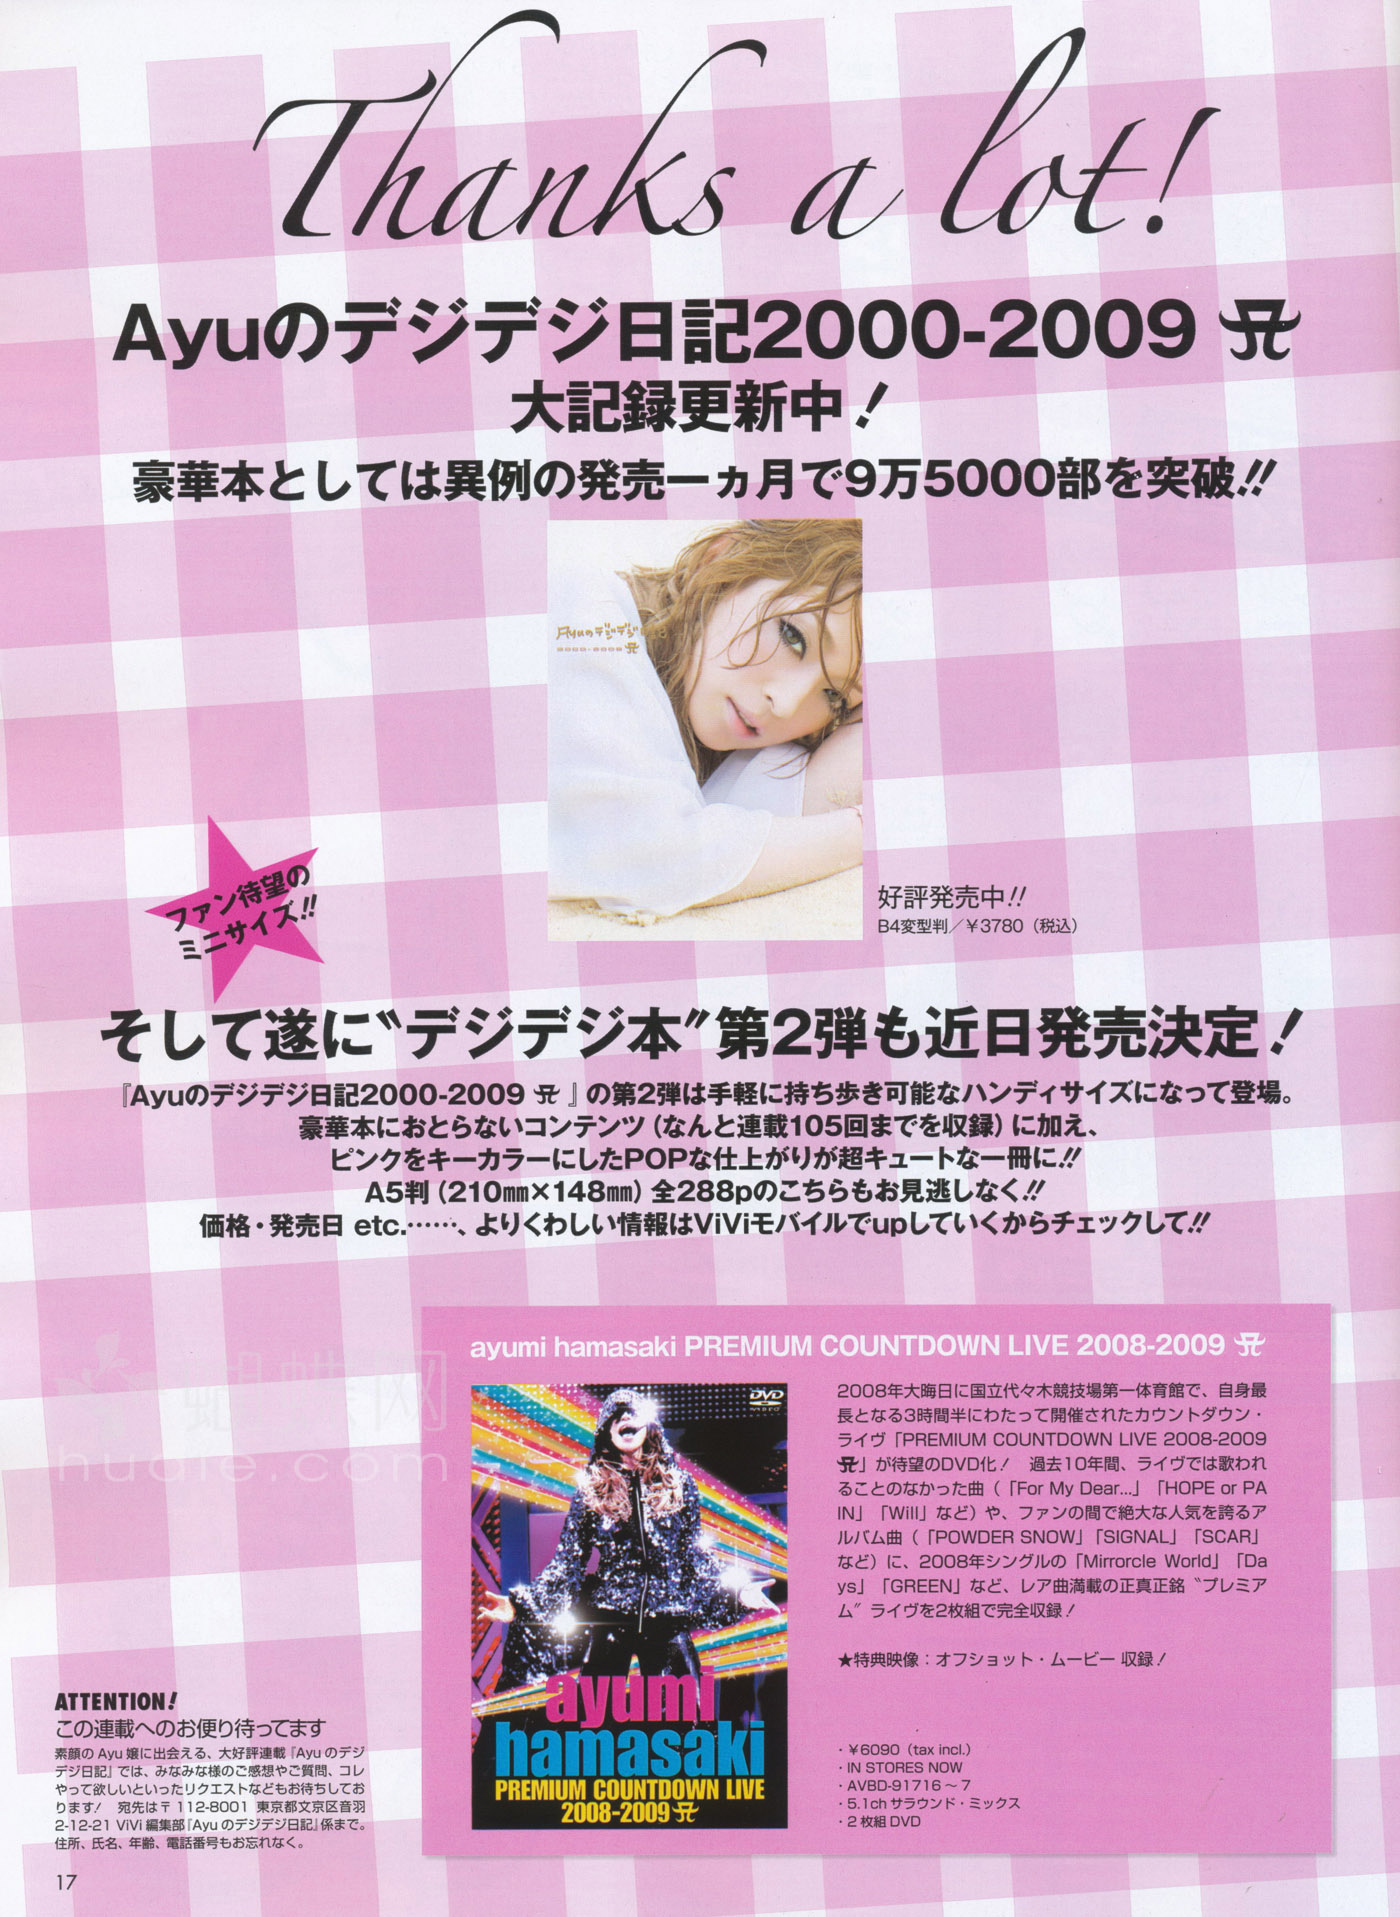 Thanks a lot!
Ayuのデジデジ日記2000-2009
大記録更新中！
豪華本としては異例の発売一ヵ月で9万5000部を突破!!
Ayuのデジデジ日記
2000-2009
好評発売中!!
B4変型判／￥3780（税込）
ファン待望の
ミニサイズ!!
そして遂に〝デジデジ本〟第2弾も近日発売決定！
『Ayuのデジデジ日記2000-2009 』の第2弾は手軽に持ち歩き可能なハンディサイズになって登場。
豪華本におとらないコンテンツ（なんと連載105回までを収録）に加え、
ピンクをキーカラーにしたPOPな仕上がりが超キュートな一冊に!!
A5判（210㎜×148㎜）全288pのこちらもお見逃しなく!!
価格・発売日 etc.……、よりくわしい情報はViViモバイルでupしていくからチェックして!!
蝴蝶网
hudie.com
ayumi hamasaki PREMIUM COUNTDOWN LIVE 2008-2009
DVD
VIDEO
ayumi
hamasaki
PREMIUM COUNTDOWN LIVE
2008-2009
2008年大晦日に国立代々木競技場第一体育館で、自身最
長となる3時間半にわたって開催されたカウントダウン・
ライヴ「PREMIUM COUNTDOWN LIVE 2008-2009
」が待望のDVD化！　過去10年間、ライヴでは歌われ
ることのなかった曲（「For My Dear...」「HOPE or PA
IN」「Will」など）や、ファンの間で絶大な人気を誇るア
ルバム曲（「POWDER SNOW」「SIGNAL」「SCAR」
など）に、2008年シングルの「Mirrorcle World」「Da
ys」「GREEN」など、レア曲満載の正真正銘〝プレミア
ム〟ライヴを2枚組で完全収録！
★特典映像：オフショット・ムービー 収録！
・￥6090（tax incl.）
・IN STORES NOW
・AVBD-91716～7
・5.1ch サラウンド・ミックス
・2枚組DVD
ATTENTION!
この連載へのお便り待ってます
素顔のAyu嬢に出会える、大好評連載『Ayuのデジ
デジ日記』では、みなみな様のご感想やご質問、コレ
やって欲しいといったリクエストなどもお待ちしてお
ります！　宛先は〒112-8001 東京都文京区音羽
2-12-21 ViVi編集部『Ayuのデジデジ日記』係まで。
住所、氏名、年齢、電話番号もお忘れなく。
17